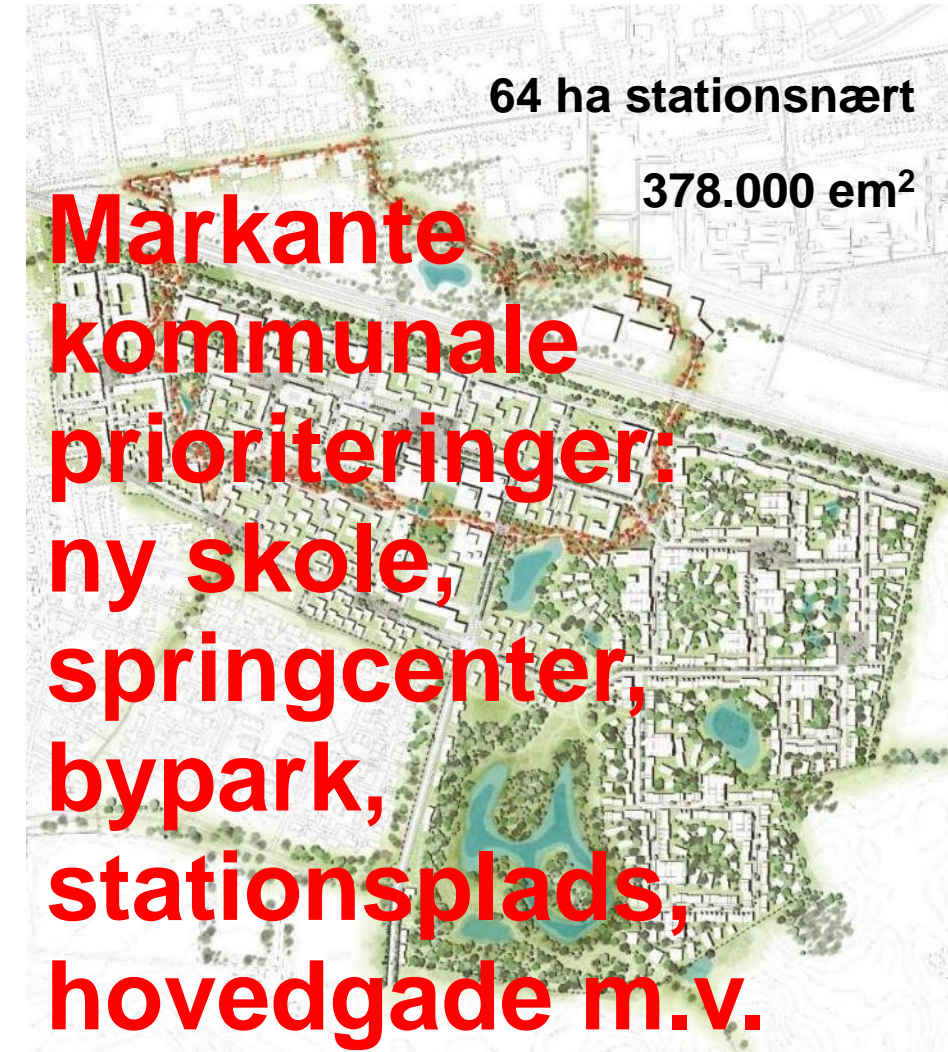 64 ha stationsnært
378.000 em²
Markante
kommunale
prioriteringer:
ny skole,
springcenter,
bypark,
stationsplads,
hovedgade m.v.